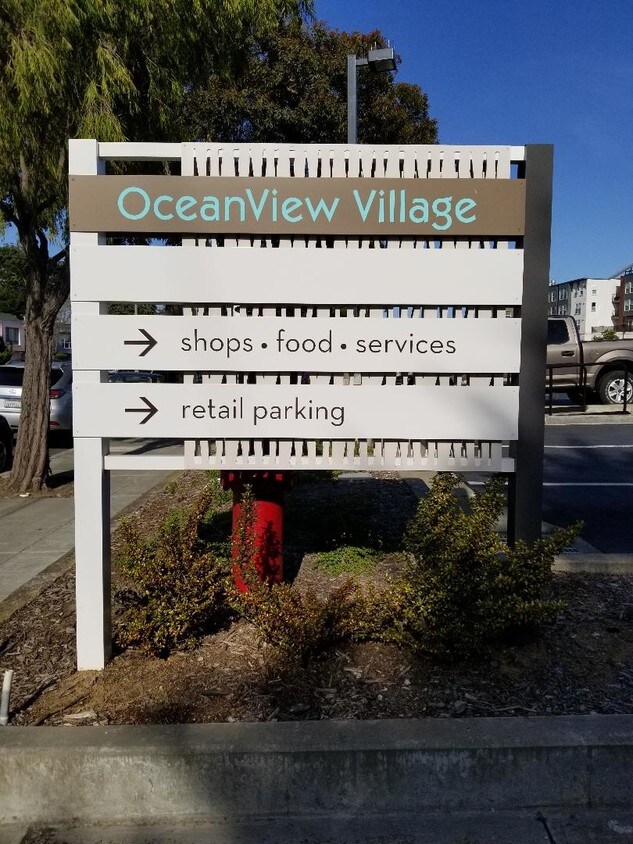 OceanView Village
→ shops • food • services
→ retail parking